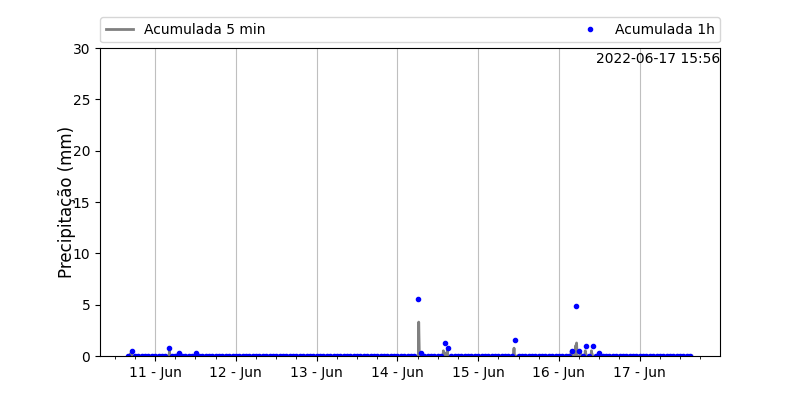 Acumulada 5 min
Acumulada 1h
2022-06-17 15:56
Precipitação (mm)
30
25
20
15
10
5
0
11 - Jun 12 - Jun 13 - Jun 14 - Jun 15 - Jun 16 - Jun 17 - Jun